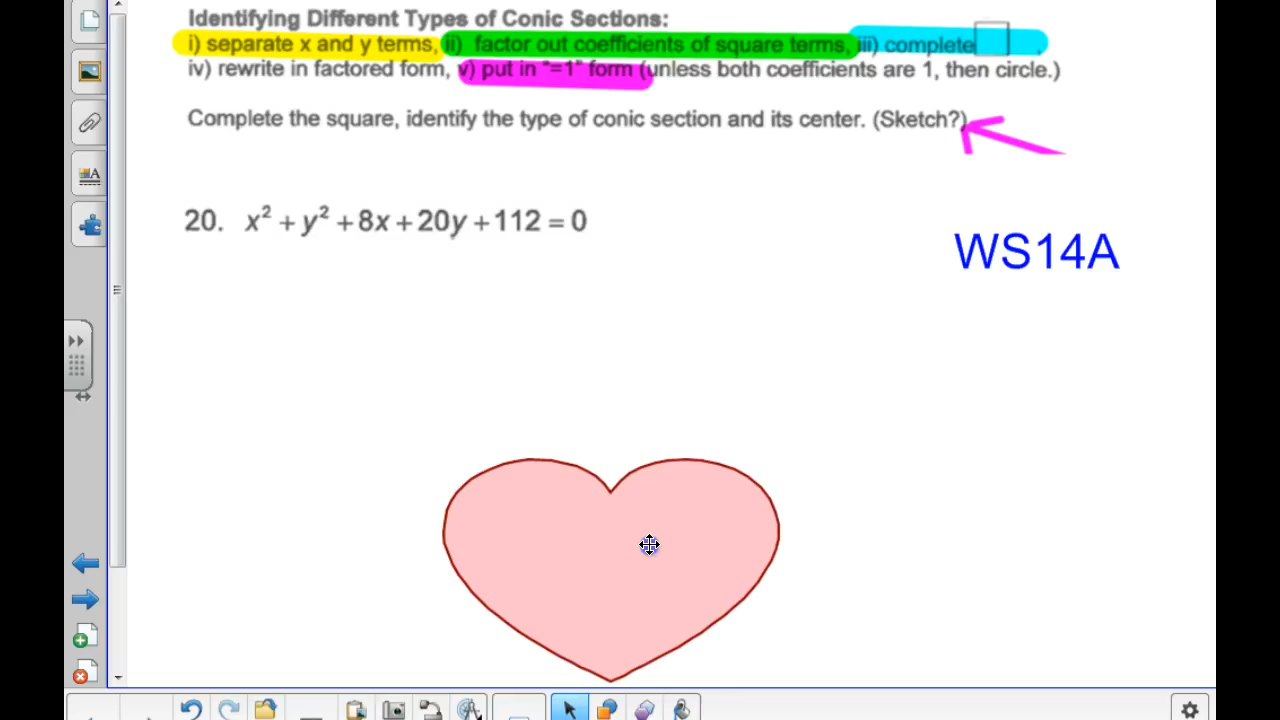 Identifying Different Types of Conic Sections:
i) separate x and y terms, ii) factor out coefficients of square terms, iii) complete □ ,
iv) rewrite in factored form, v) put in "=1" form (unless both coefficients are 1, then circle.)
Complete the square, identify the type of conic section and its center. (Sketch?)
20. x² + y² + 8x + 20y + 112 = 0
WS14A